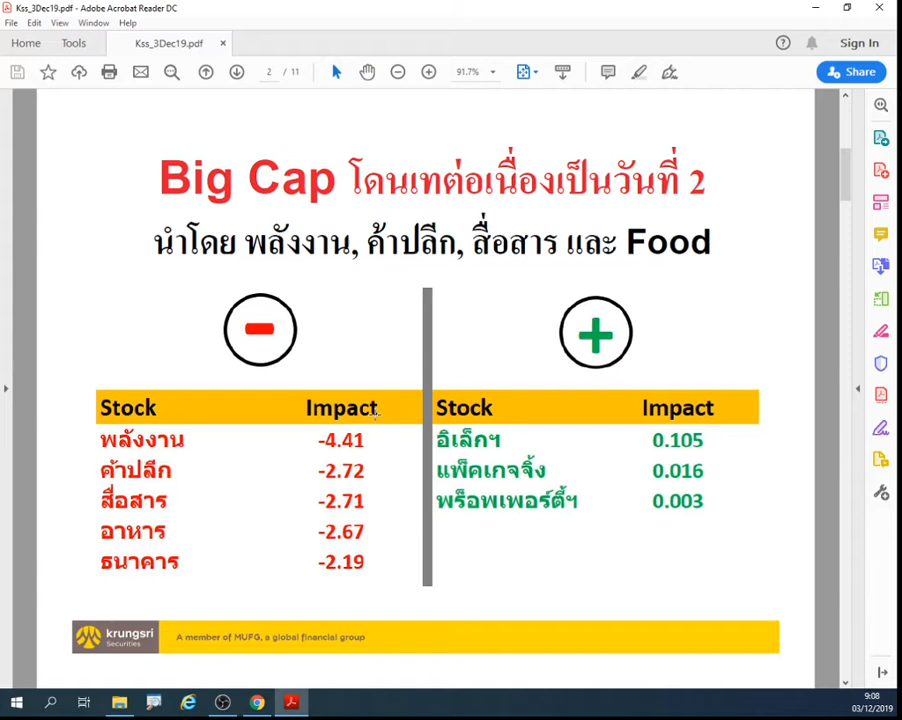 Kss_3Dec19.pdf - Adobe Acrobat Reader DC
File Edit View Window Help
Home Tools Kss_3Dec19.pdf × Sign In
2 / 11 91.7% Share
Big Cap โดนเทต่อเนื่องเป็นวันที่ 2
นำโดย พลังงาน, ค้าปลีก, สื่อสาร และ Food
Stock Impact Stock Impact
พลังงาน -4.41 อิเล็กฯ 0.105
ค้าปลีก -2.72 แพ็คเกจจิ้ง 0.016
สื่อสาร -2.71 พร็อพเพอร์ตี้ฯ 0.003
อาหาร -2.67
ธนาคาร -2.19
krungsri
Securities
A member of MUFG, a global financial group
9:08
03/12/2019